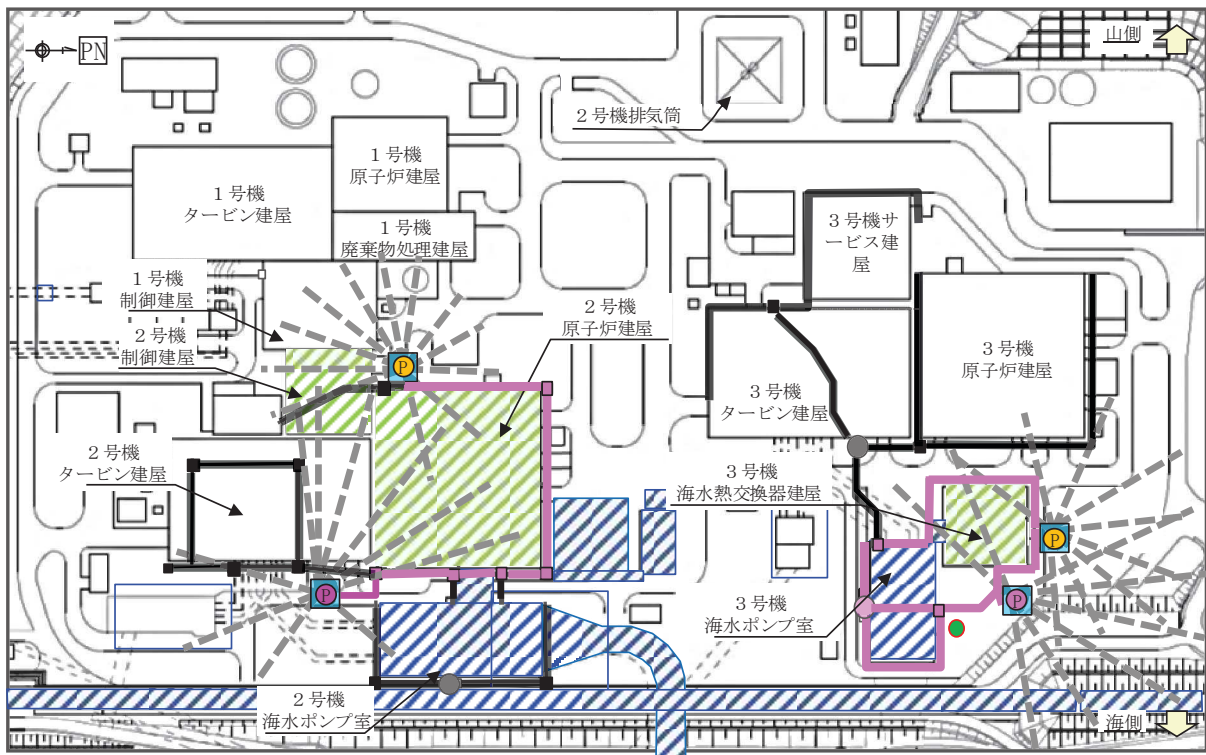 PN
山側
２号機排気筒
１号機
原子炉建屋
１号機
タービン建屋
１号機
廃棄物処理建屋
３号機サ
ービス建
屋
１号機
制御建屋
２号機
制御建屋
２号機
原子炉建屋
３号機
原子炉建屋
３号機
タービン建屋
P
２号機
タービン建屋
３号機
海水熱交換器建屋
P
P
P
３号機
海水ポンプ室
２号機
海水ポンプ室
海側